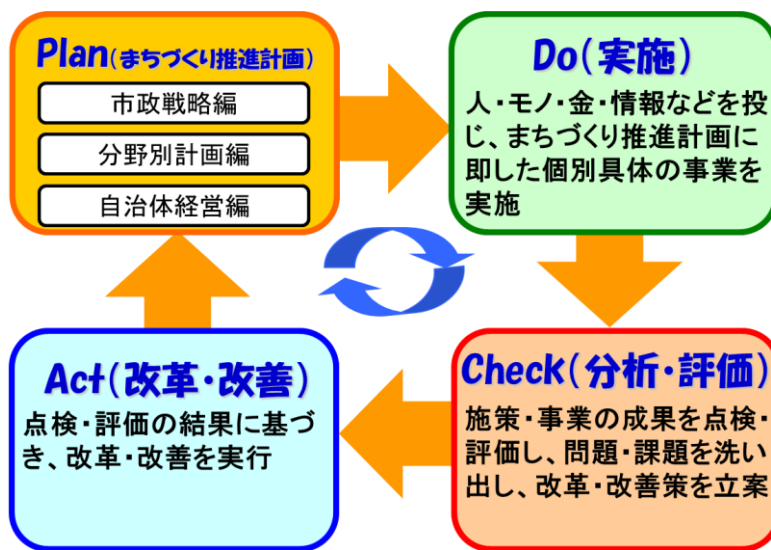 Plan(まちづくり推進計画)
市政戦略編
分野別計画編
自治体経営編
Do(実施)
人・モノ・金・情報などを投
じ、まちづくり推進計画に
即した個別具体の事業を
実施
Check(分析・評価)
施策・事業の成果を点検・
評価し、問題・課題を洗い
出し、改革・改善策を立案
Act(改革・改善)
点検・評価の結果に基づ
き、改革・改善を実行